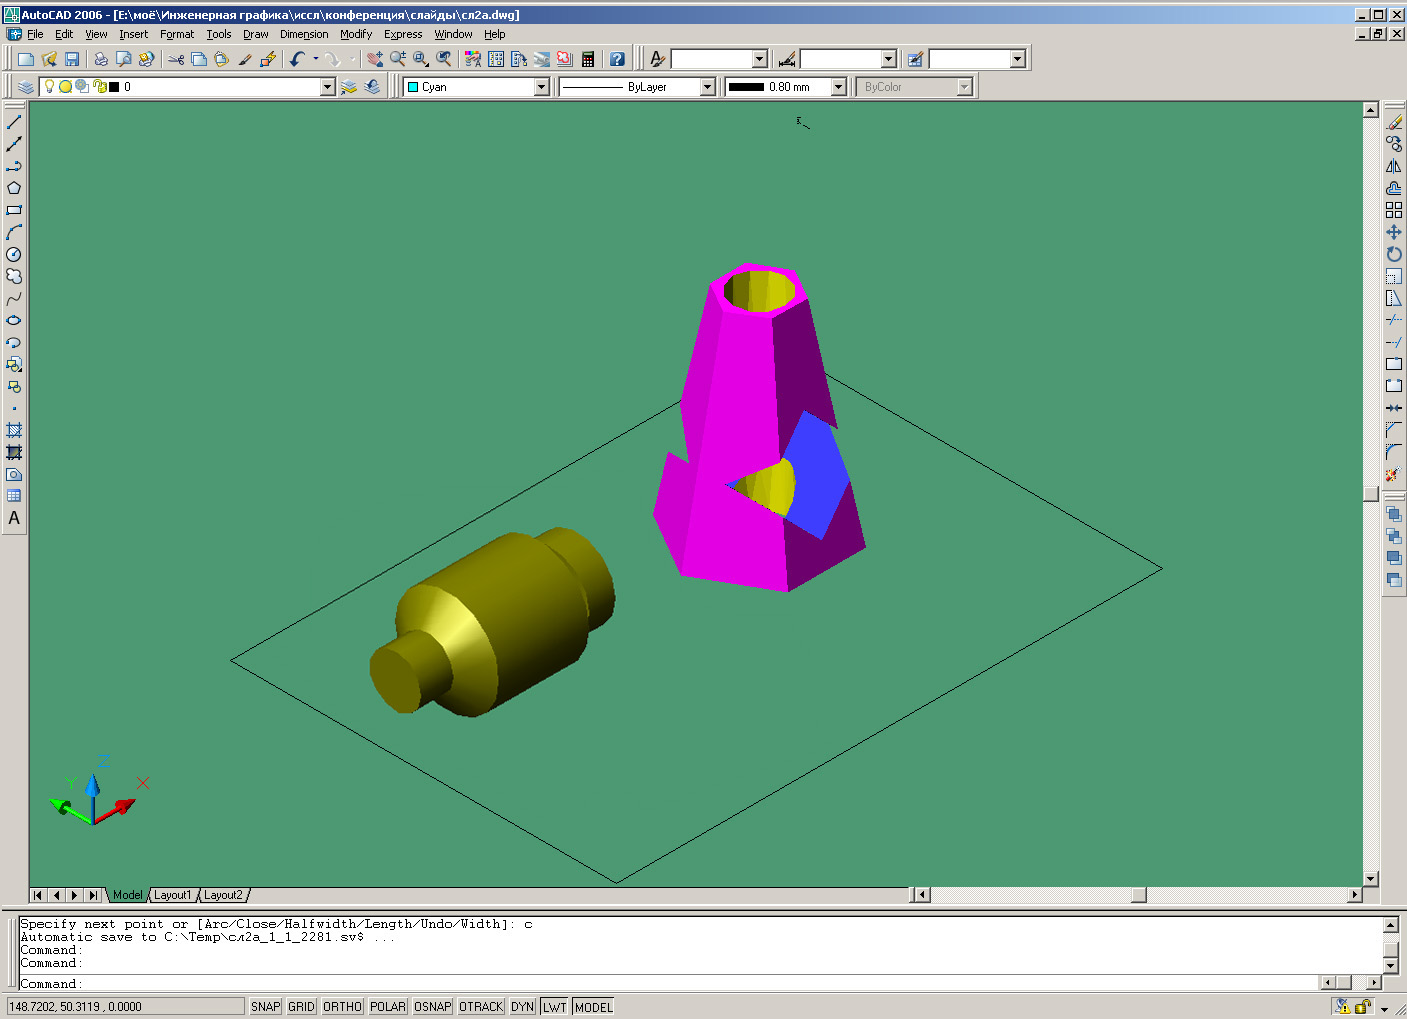 AutoCAD 2006 - [E:\моё\Инженерная графика\иссл\конференция\слайды\сл2a.dwg]
File Edit View Insert Format Tools Draw Dimension Modify Express Window Help
0 Cyan ByLayer 0.80 mm ByColor
A
Z
Y X
Model Layout1 Layout2
Specify next point or [Arc/Close/Halfwidth/Length/Undo/Width]: c
Automatic save to C:\Temp\сл2a_1_1_2281.sv$ ...
Command:
Command:
Command:
148.7202, 50.3119 , 0.0000 SNAP GRID ORTHO POLAR OSNAP OTRACK DYN LWT MODEL